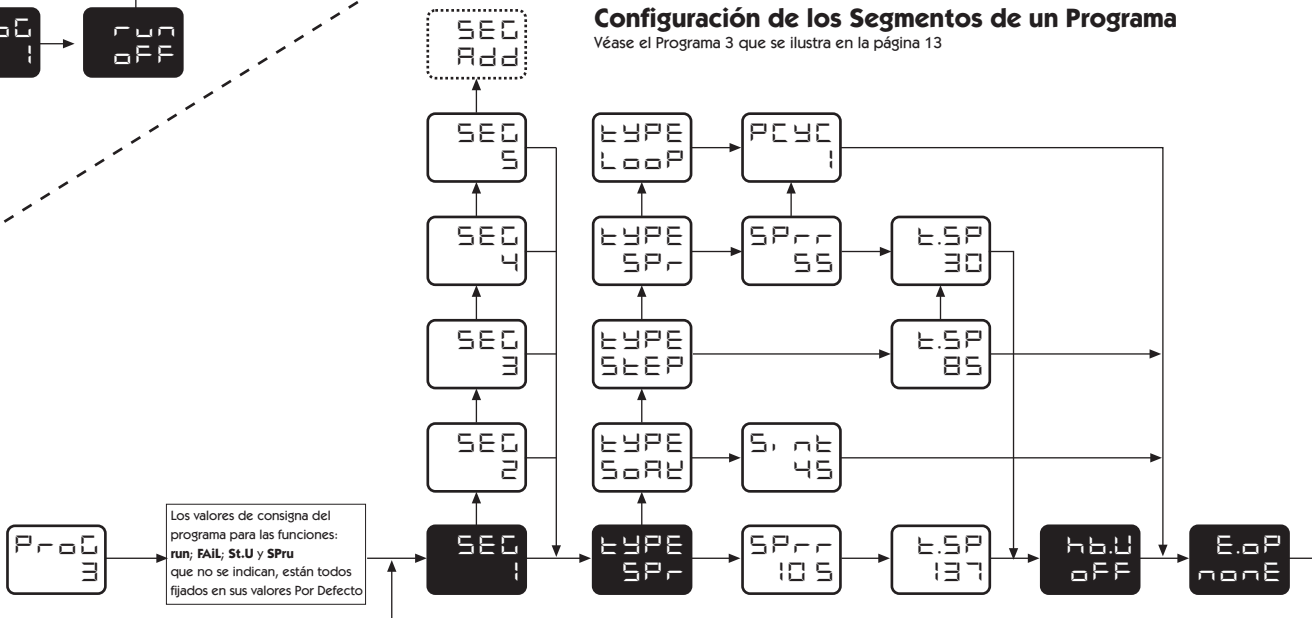 Configuración de los Segmentos de un Programa
Véase el Programa 3 que se ilustra en la página 13
run
oFF
1
SEG
Add
SEG
5
tYPE
LooP
PCYC
1
SEG
4
tYPE
SPr
SPrr
55
t.SP
30
SEG
3
tYPE
StEP
t.SP
85
SEG
2
tYPE
SoAK
S,nt
45
ProG
3
Los valores de consigna del
programa para las funciones:
run; FAiL; St.U y SPru
que no se indican, están todos
fijados en sus valores Por Defecto
SEG
1
tYPE
SPr
SPrr
105
t.SP
137
hb.U
oFF
E.oP
nonE